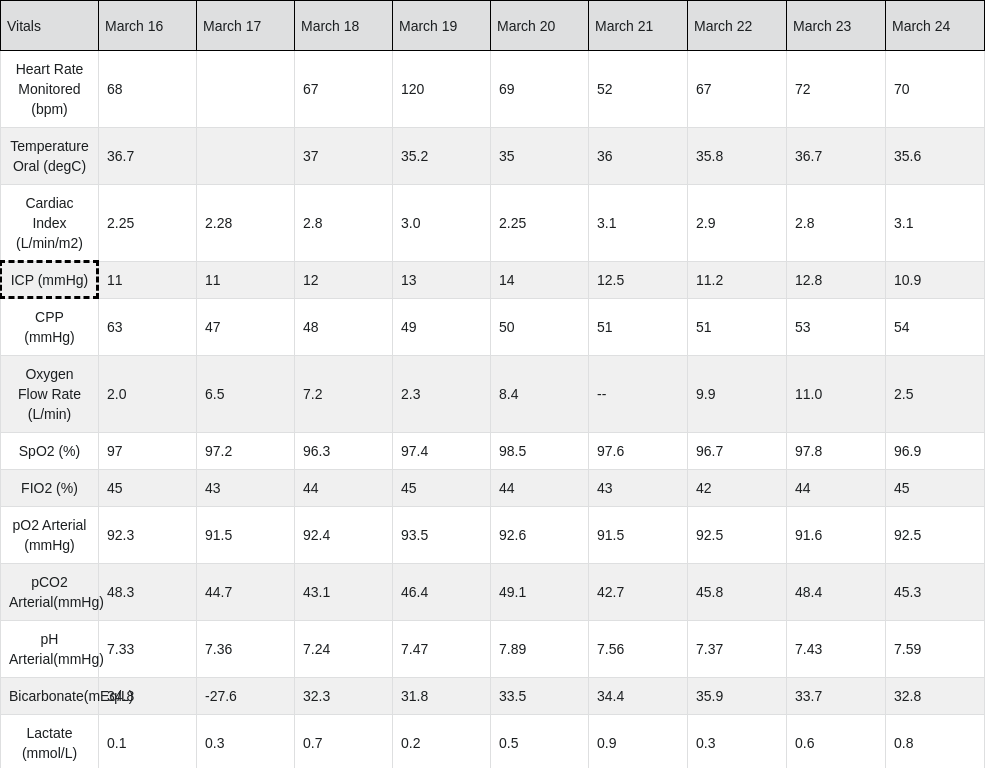 Vitals March 16 March 17 March 18 March 19 March 20 March 21 March 22 March 23 March 24
Heart Rate
Monitored 68 67 120 69 52 67 72 70
(bpm)
Temperature
Oral (degC) 36.7 37 35.2 35 36 35.8 36.7 35.6
Cardiac
Index 2.25 2.28 2.8 3.0 2.25 3.1 2.9 2.8 3.1
(L/min/m2)
ICP (mmHg) 11 11 12 13 14 12.5 11.2 12.8 10.9
CPP
(mmHg) 63 47 48 49 50 51 51 53 54
Oxygen
Flow Rate 2.0 6.5 7.2 2.3 8.4 -- 9.9 11.0 2.5
(L/min)
SpO2 (%) 97 97.2 96.3 97.4 98.5 97.6 96.7 97.8 96.9
FIO2 (%) 45 43 44 45 44 43 42 44 45
pO2 Arterial
(mmHg) 92.3 91.5 92.4 93.5 92.6 91.5 92.5 91.6 92.5
pCO2
Arterial(mmHg) 48.3 44.7 43.1 46.4 49.1 42.7 45.8 48.4 45.3
pH
Arterial(mmHg) 7.33 7.36 7.24 7.47 7.89 7.56 7.37 7.43 7.59
Bicarbonate(mEq/L) 34.8 -27.6 32.3 31.8 33.5 34.4 35.9 33.7 32.8
Lactate
(mmol/L) 0.1 0.3 0.7 0.2 0.5 0.9 0.3 0.6 0.8